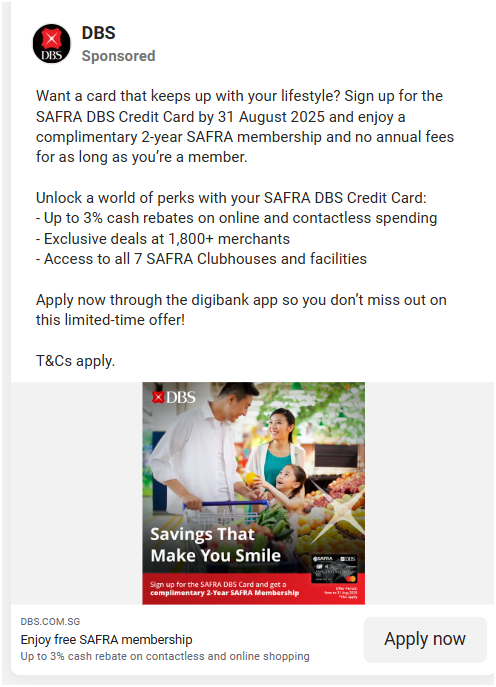 DBS
Sponsored
DBS
Want a card that keeps up with your lifestyle? Sign up for the
SAFRA DBS Credit Card by 31 August 2025 and enjoy a
complimentary 2-year SAFRA membership and no annual fees
for as long as you’re a member.
Unlock a world of perks with your SAFRA DBS Credit Card:
- Up to 3% cash rebates on online and contactless spending
- Exclusive deals at 1,800+ merchants
- Access to all 7 SAFRA Clubhouses and facilities
Apply now through the digibank app so you don’t miss out on
this limited-time offer!
T&Cs apply.
DBS
Savings That
Make You Smile
SAFRA DBS
Sign up for the SAFRA DBS Card and get a
complimentary 2-Year SAFRA Membership
Offer Period:
DBS.COM.SG
Enjoy free SAFRA membership
Up to 3% cash rebate on contactless and online shopping
Apply now